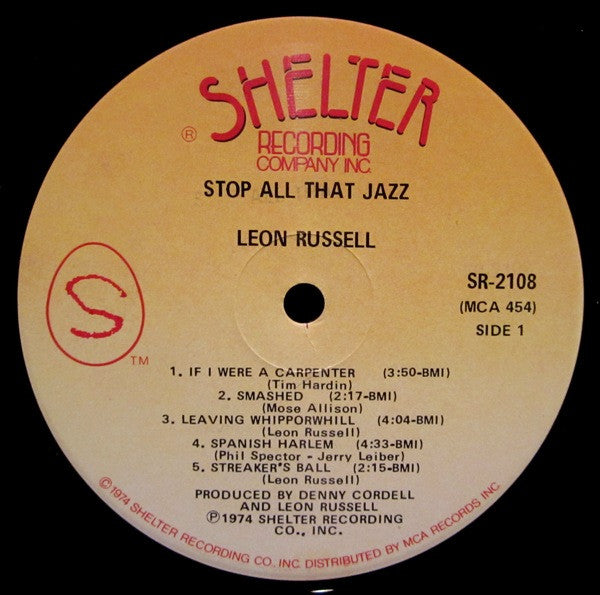 SHELTER
®
RECORDING
COMPANY INC.
STOP ALL THAT JAZZ
LEON RUSSELL
S
TM
SR-2108
(MCA 454)
SIDE 1
1. IF I WERE A CARPENTER (3:50-BMI)
(Tim Hardin)
2. SMASHED (2:17-BMI)
(Mose Allison)
3. LEAVING WHIPPORWHILL (4:04-BMI)
(Leon Russell)
4. SPANISH HARLEM (4:33-BMI)
(Phil Spector - Jerry Leiber)
5. STREAKER'S BALL (2:15-BMI)
(Leon Russell)
PRODUCED BY DENNY CORDELL
AND LEON RUSSELL
℗1974 SHELTER RECORDING
CO., INC.
©1974 SHELTER RECORDING CO. INC. DISTRIBUTED BY MCA RECORDS INC